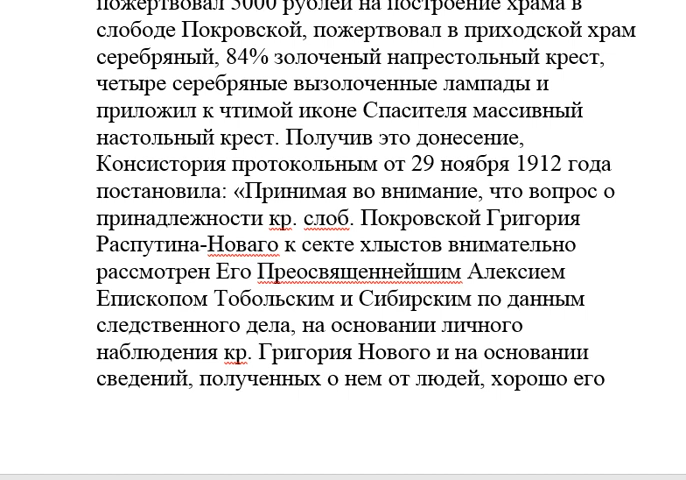 пожертвовал 5000 рублей на построение храма в
слободе Покровской, пожертвовал в приходской храм
серебряный, 84% золоченый напрестольный крест,
четыре серебряные вызолоченные лампады и
приложил к чтимой иконе Спасителя массивный
настольный крест. Получив это донесение,
Консистория протокольным от 29 ноября 1912 года
постановила: «Принимая во внимание, что вопрос о
принадлежности кр. слоб. Покровской Григория
Распутина-Новаго к секте хлыстов внимательно
рассмотрен Его Преосвященнейшим Алексием
Епископом Тобольским и Сибирским по данным
следственного дела, на основании личного
наблюдения кр. Григория Нового и на основании
сведений, полученных о нем от людей, хорошо его